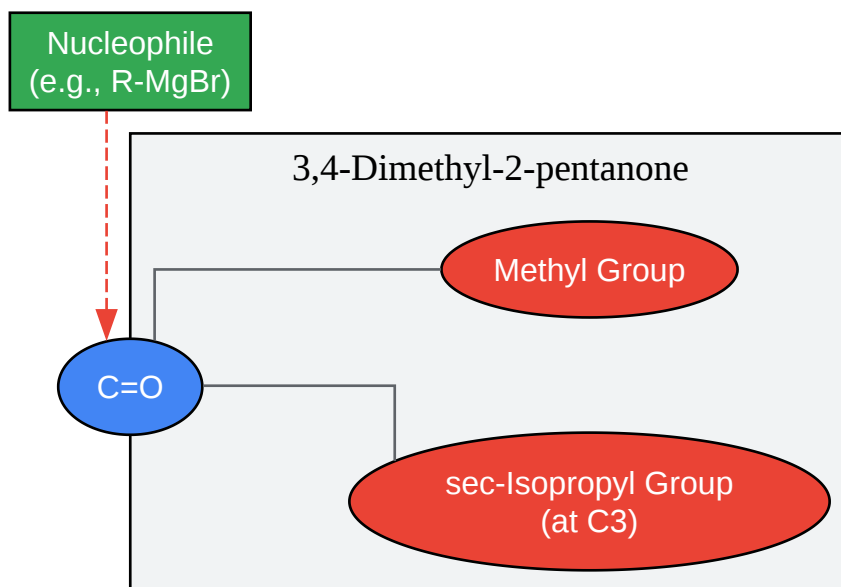 Nucleophile
(e.g., R-MgBr)
3,4-Dimethyl-2-pentanone
Methyl Group
C=O
sec-Isopropyl Group
(at C3)